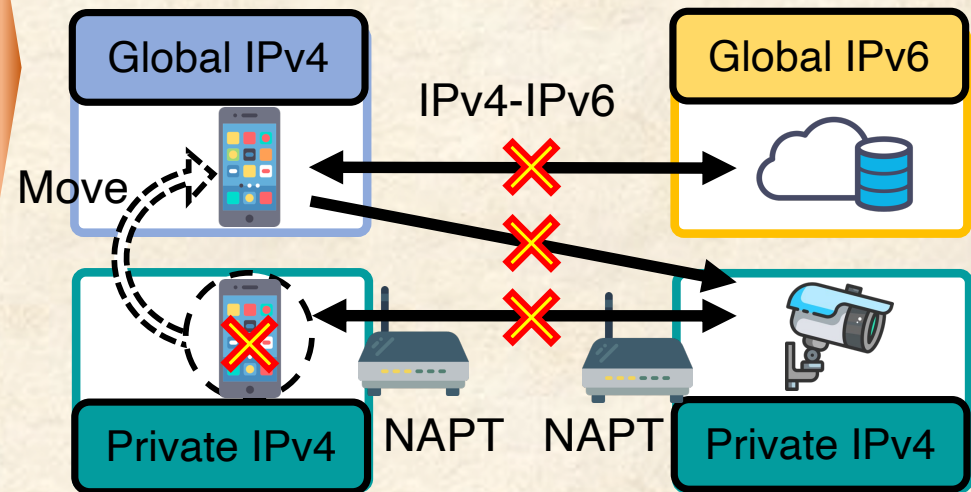 Global IPv4
Global IPv6
IPv4-IPv6
Move
NAPT
NAPT
Private IPv4
Private IPv4